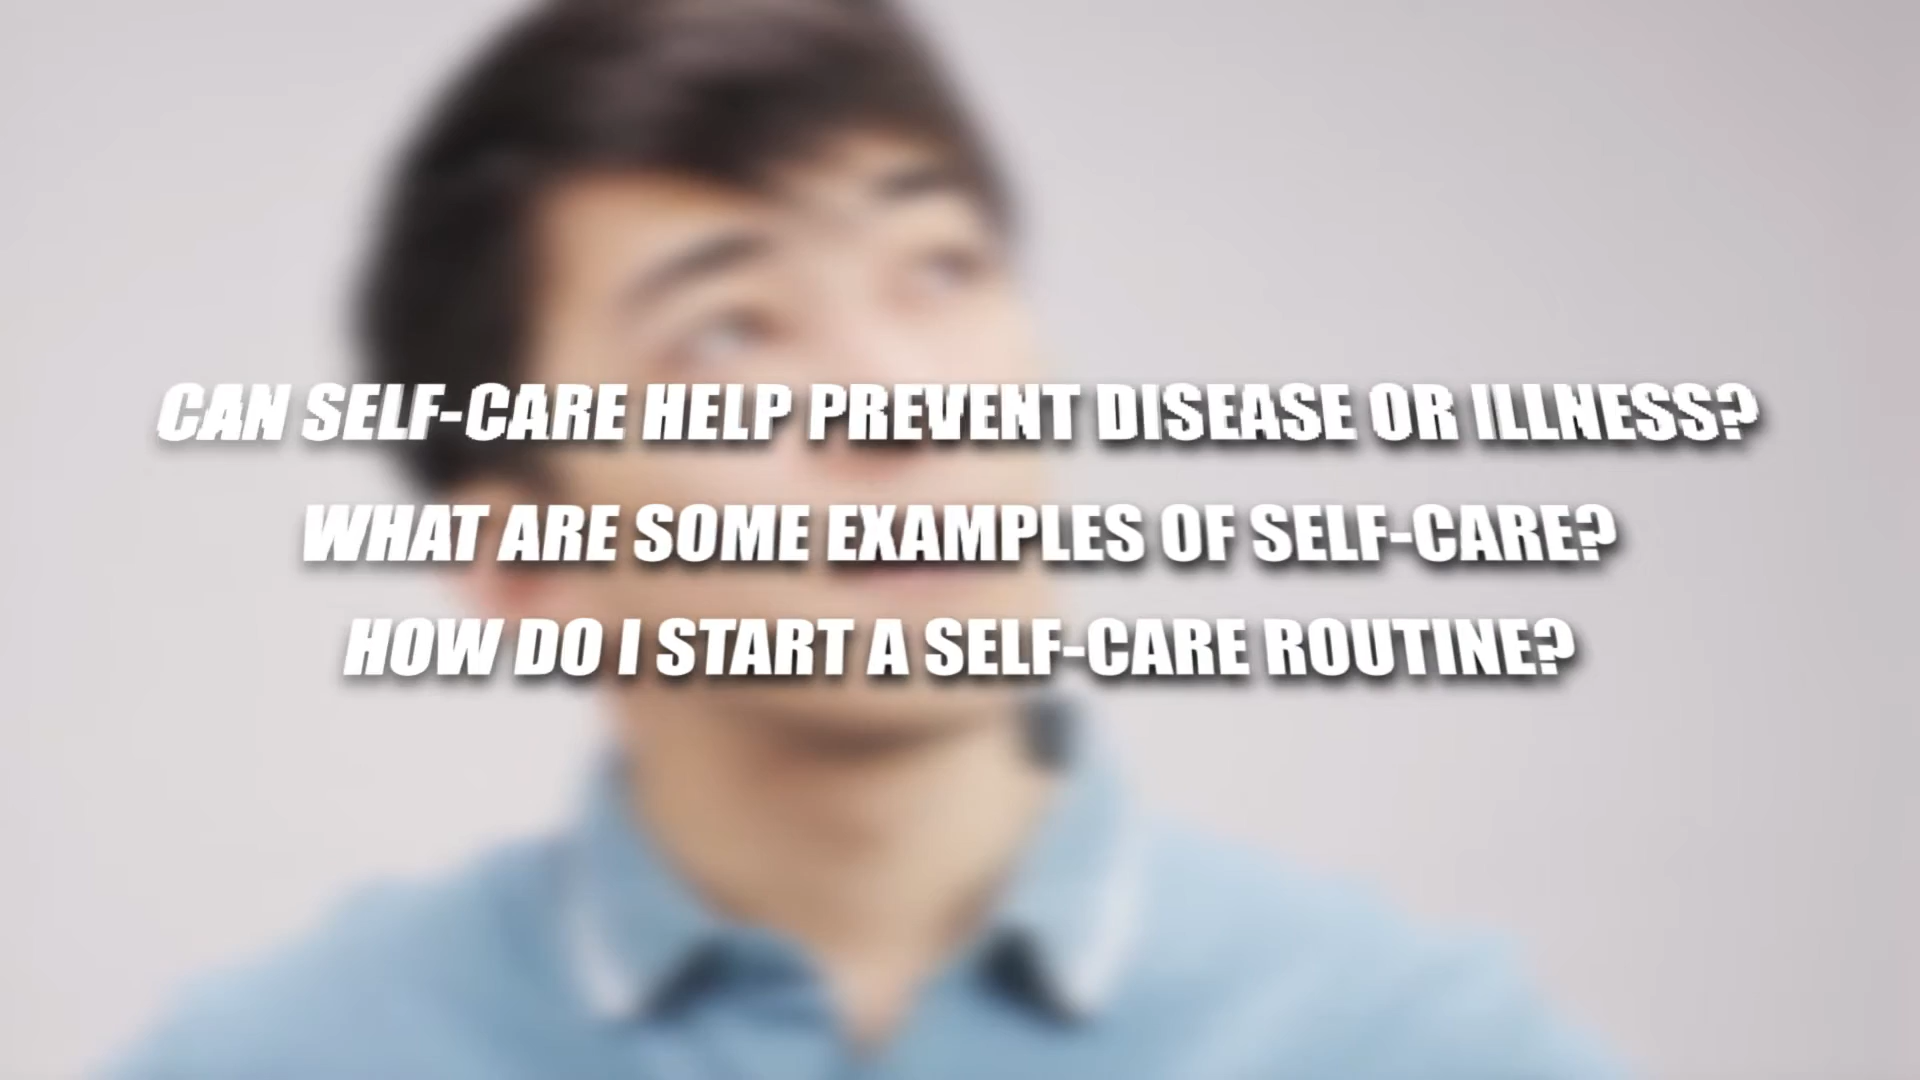 CAN SELF-CARE HELP PREVENT DISEASE OR ILLNESS?
WHAT ARE SOME EXAMPLES OF SELF-CARE?
HOW DO I START A SELF-CARE ROUTINE?